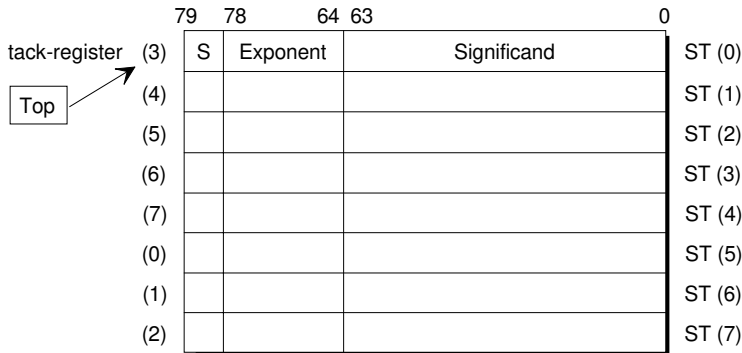 79 78 64 63 0
tack-register (3) S Exponent Significand ST (0)
Top
(4) ST (1)
(5) ST (2)
(6) ST (3)
(7) ST (4)
(0) ST (5)
(1) ST (6)
(2) ST (7)